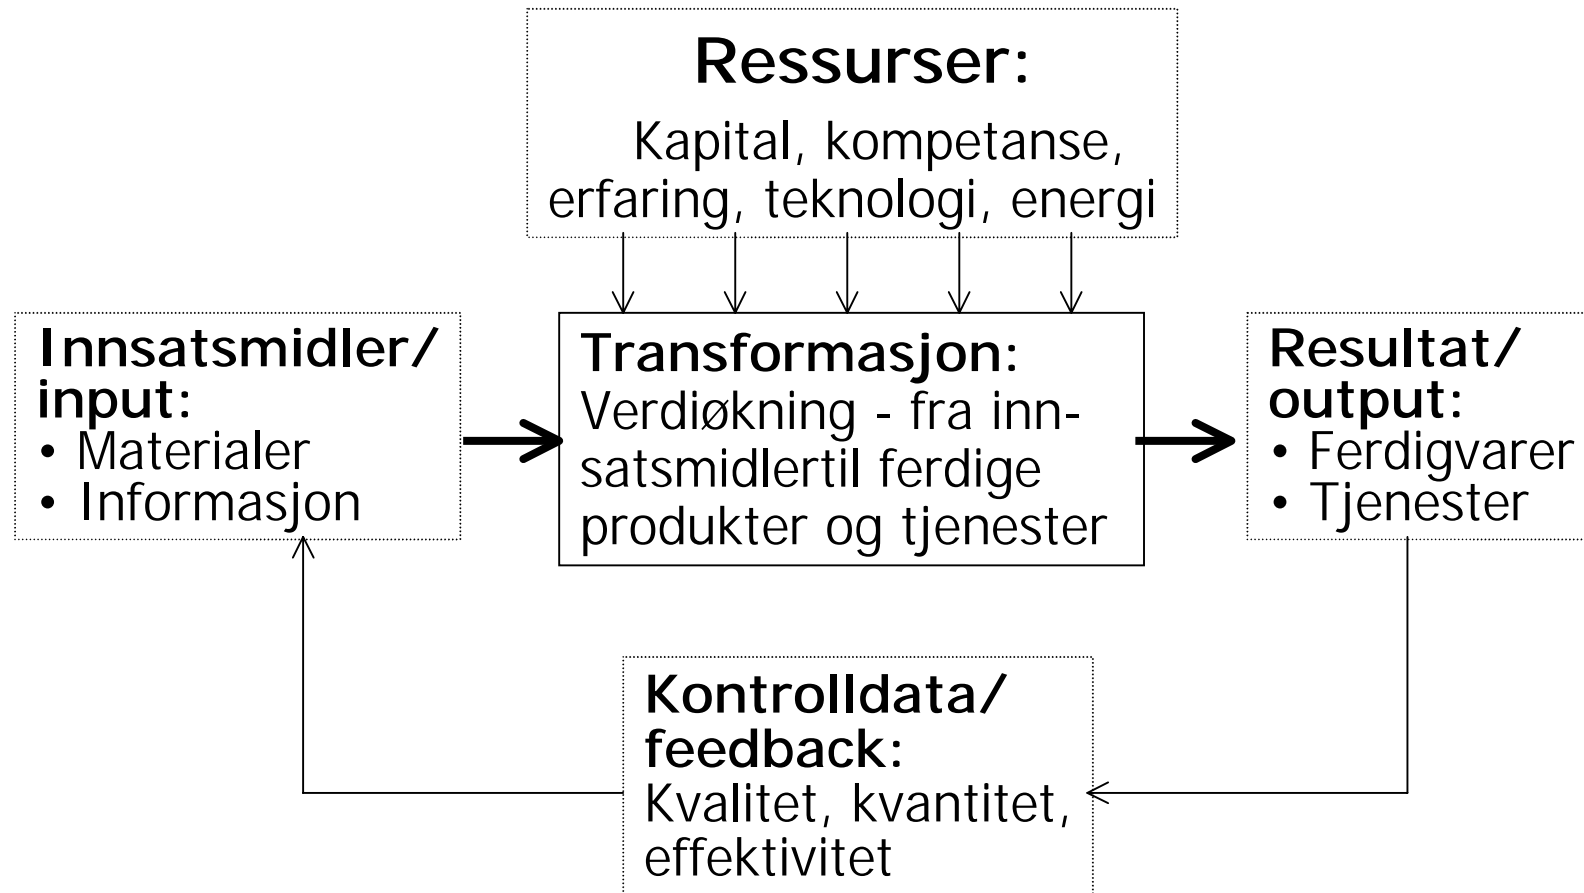 Ressurser:
Kapital, kompetanse,
erfaring, teknologi, energi
Innsatsmidler/
input:
• Materialer
• Informasjon
Transformasjon:
Verdiøkning - fra inn-
satsmidlertil ferdige
produkter og tjenester
Resultat/
output:
• Ferdigvarer
• Tjenester
Kontrolldata/
feedback:
Kvalitet, kvantitet,
effektivitet